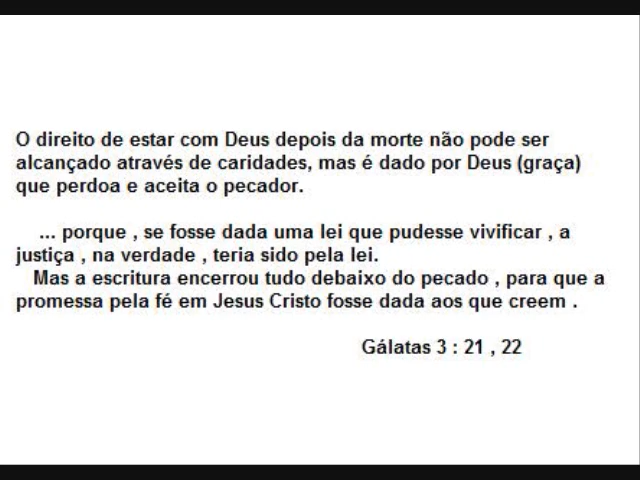 O direito de estar com Deus depois da morte não pode ser
alcançado através de caridades, mas é dado por Deus (graça)
que perdoa e aceita o pecador.
... porque , se fosse dada uma lei que pudesse vivificar , a
justiça , na verdade , teria sido pela lei.
Mas a escritura encerrou tudo debaixo do pecado , para que a
promessa pela fé em Jesus Cristo fosse dada aos que creem .
Gálatas 3 : 21 , 22